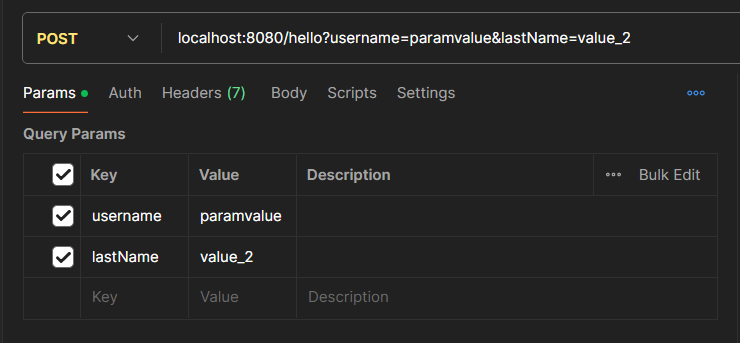 POST localhost:8080/hello?username=paramvalue&lastName=value_2
Params Auth Headers (7) Body Scripts Settings
Query Params
Key Value Description Bulk Edit
username paramvalue
lastName value_2
Key Value Description